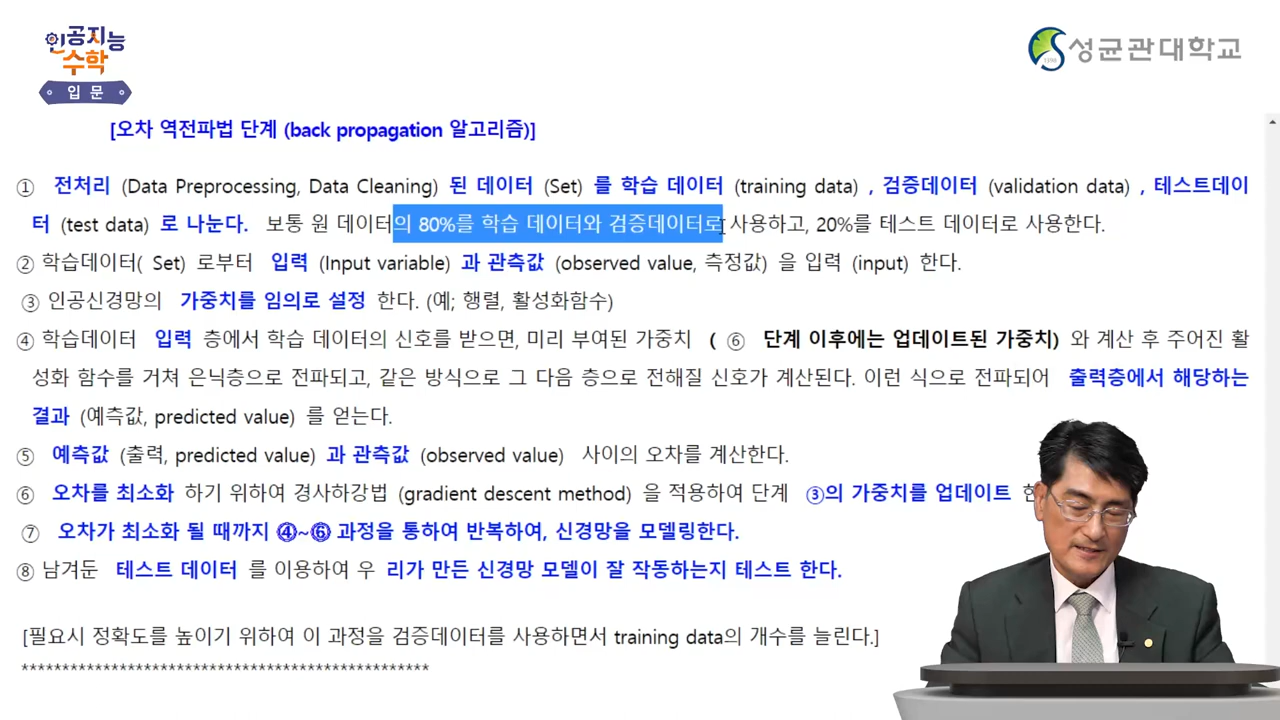 인공지능
수학
입 문
성균관대학교
[오차 역전파법 단계 (back propagation 알고리즘)]
① 전처리 (Data Preprocessing, Data Cleaning) 된 데이터 (Set) 를 학습 데이터 (training data) , 검증데이터 (validation data) , 테스트데이
터 (test data) 로 나눈다. 보통 원 데이터의 80%를 학습 데이터와 검증데이터로 사용하고, 20%를 테스트 데이터로 사용한다.
② 학습데이터( Set) 로부터 입력 (Input variable) 과 관측값 (observed value, 측정값) 을 입력 (input) 한다.
③ 인공신경망의 가중치를 임의로 설정 한다. (예; 행렬, 활성화함수)
④ 학습데이터 입력 층에서 학습 데이터의 신호를 받으면, 미리 부여된 가중치 ( ⑥ 단계 이후에는 업데이트된 가중치) 와 계산 후 주어진 활
성화 함수를 거쳐 은닉층으로 전파되고, 같은 방식으로 그 다음 층으로 전해질 신호가 계산된다. 이런 식으로 전파되어 출력층에서 해당하는
결과 (예측값, predicted value) 를 얻는다.
⑤ 예측값 (출력, predicted value) 과 관측값 (observed value) 사이의 오차를 계산한다.
⑥ 오차를 최소화 하기 위하여 경사하강법 (gradient descent method) 을 적용하여 단계 ③의 가중치를 업데이트
⑦ 오차가 최소화 될 때까지 ④~⑥ 과정을 통하여 반복하여, 신경망을 모델링한다.
⑧ 남겨둔 테스트 데이터 를 이용하여 우 리가 만든 신경망 모델이 잘 작동하는지 테스트 한다.
[필요시 정확도를 높이기 위하여 이 과정을 검증데이터를 사용하면서 training data의 개수를 늘린다.]
**************************************************